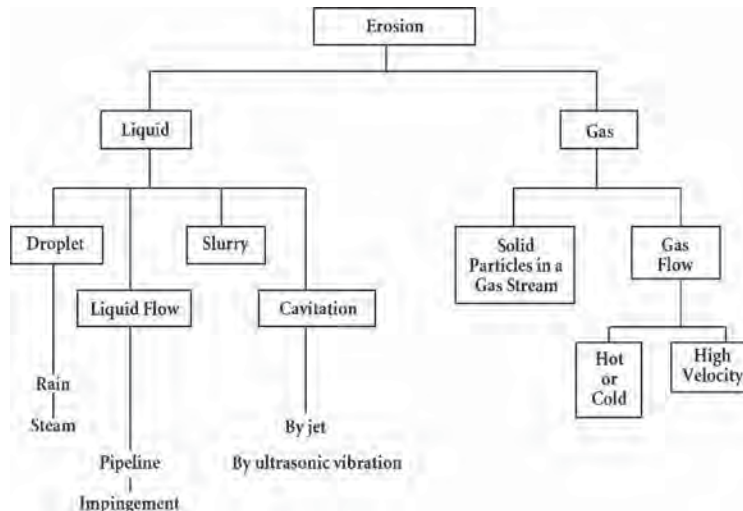 Erosion
Liquid
Gas
Droplet
Slurry
Solid
Particles in a
Gas Stream
Gas
Flow
Liquid Flow
Cavitation
Hot
or
Cold
High
Velocity
Rain
Steam
By jet
By ultrasonic vibration
Pipeline
Impingement